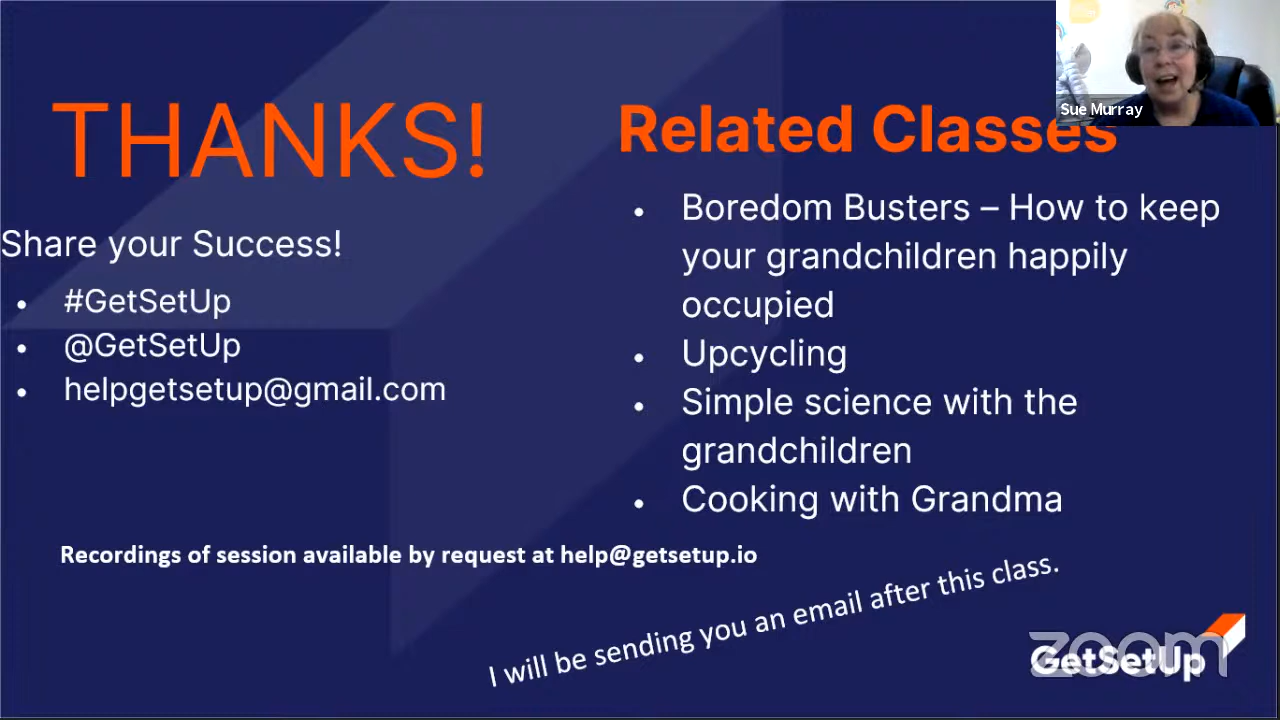 Sue Murray
THANKS!
Share your Success!
#GetSetUp
@GetSetUp
helpgetsetup@gmail.com
Related Classes
Boredom Busters – How to keep
your grandchildren happily
occupied
Upcycling
Simple science with the
grandchildren
Cooking with Grandma
Recordings of session available by request at help@getsetup.io
I will be sending you an email after this class.
zoom
GetSetUp